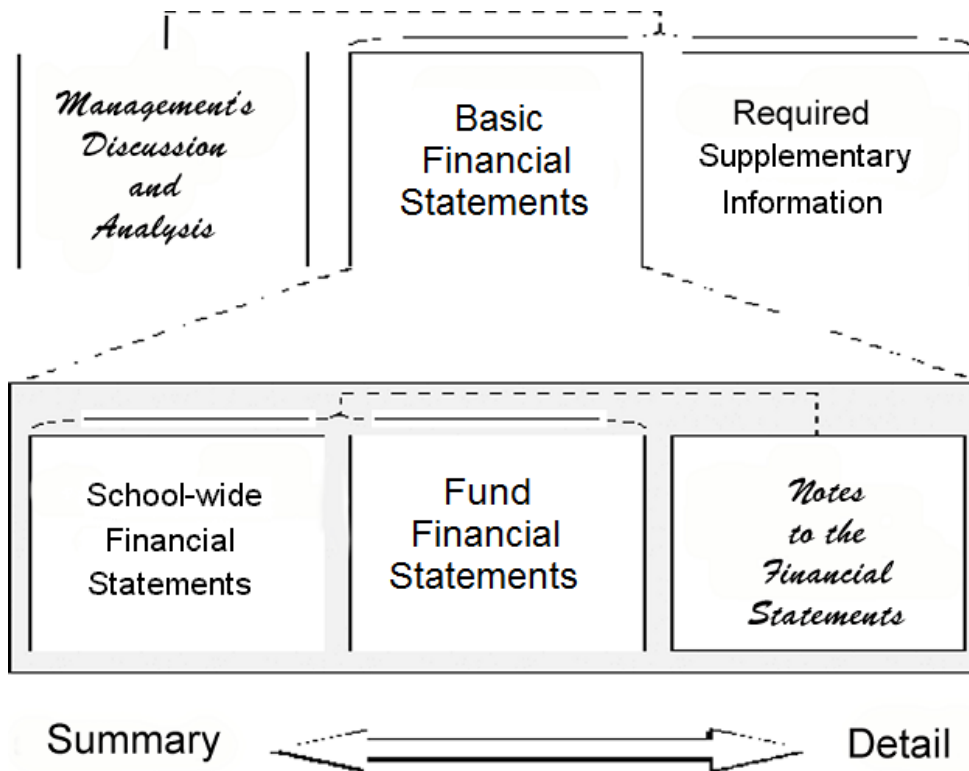 Management's
Discussion
and
Analysis
Basic
Financial
Statements
Required
Supplementary
Information
School-wide
Financial
Statements
Fund
Financial
Statements
Notes
to the
Financial
Statements
Summary
Detail